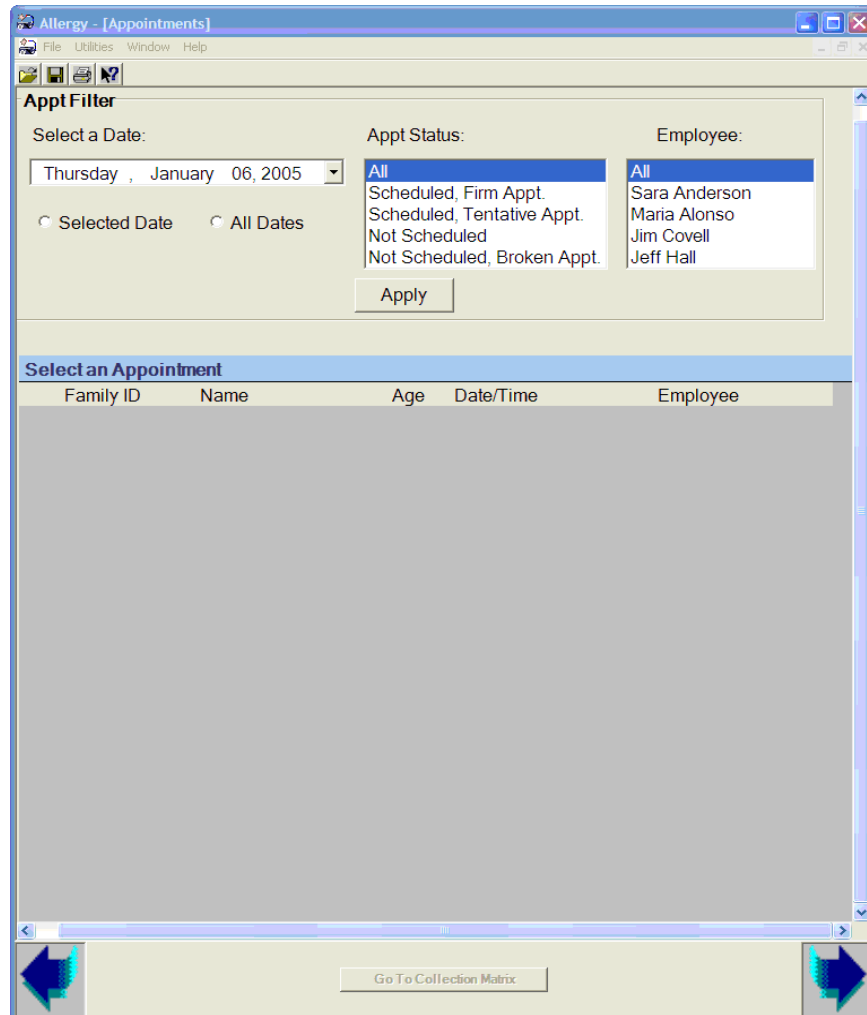 Allergy - [Appointments]
File Utilities Window Help
Appt Filter
Select a Date: Appt Status: Employee:
Thursday , January 06, 2005
Selected Date All Dates
All
Scheduled, Firm Appt.
Scheduled, Tentative Appt.
Not Scheduled
Not Scheduled, Broken Appt.
All
Sara Anderson
Maria Alonso
Jim Covell
Jeff Hall
Apply
Select an Appointment
Family ID Name Age Date/Time Employee
Go To Collection Matrix